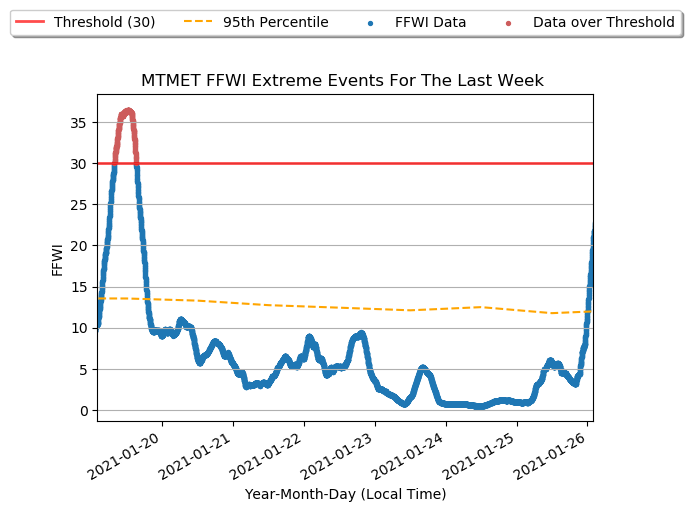 Threshold (30) 95th Percentile FFWI Data Data over Threshold
MTMET FFWI Extreme Events For The Last Week
35
30
25
20
15
10
5
0
FFWI
2021-01-20 2021-01-21 2021-01-22 2021-01-23 2021-01-24 2021-01-25 2021-01-26
Year-Month-Day (Local Time)